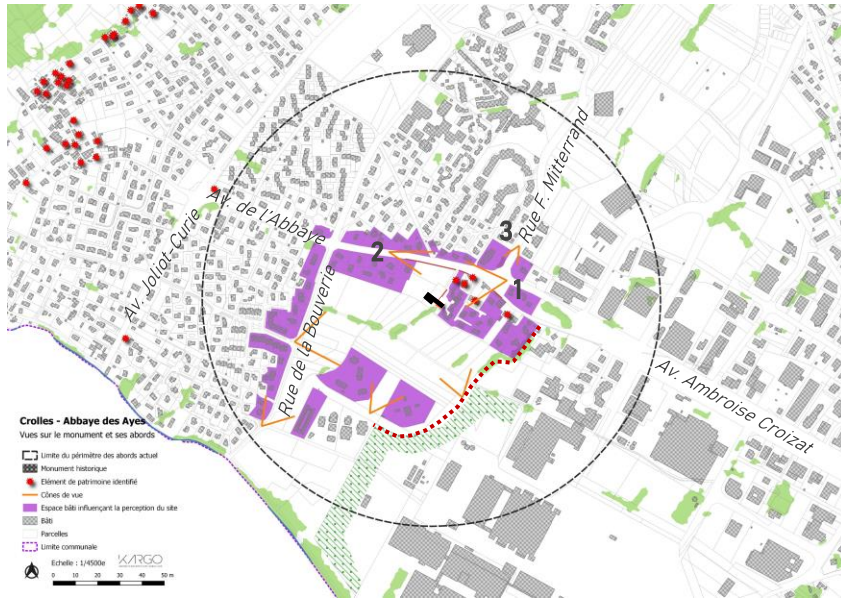 Rue F. Mitterrand
Av. de l'Abbaye
3
2
Av. Joliot-Curie
Rue de la Bouverie
1
Av. Ambroise Croizat
Crolles - Abbaye des Ayes
Vues sur le monument et ses abords
Limite du périmètre des abords actuel
Monument historique
Elément de patrimoine identifié
Cônes de vue
Espace bâti influençant la perception du site
Bâti
Parcelles
Limite communale
Echelle : 1/4500e
KARGO
0 10 20 30 40 50 m